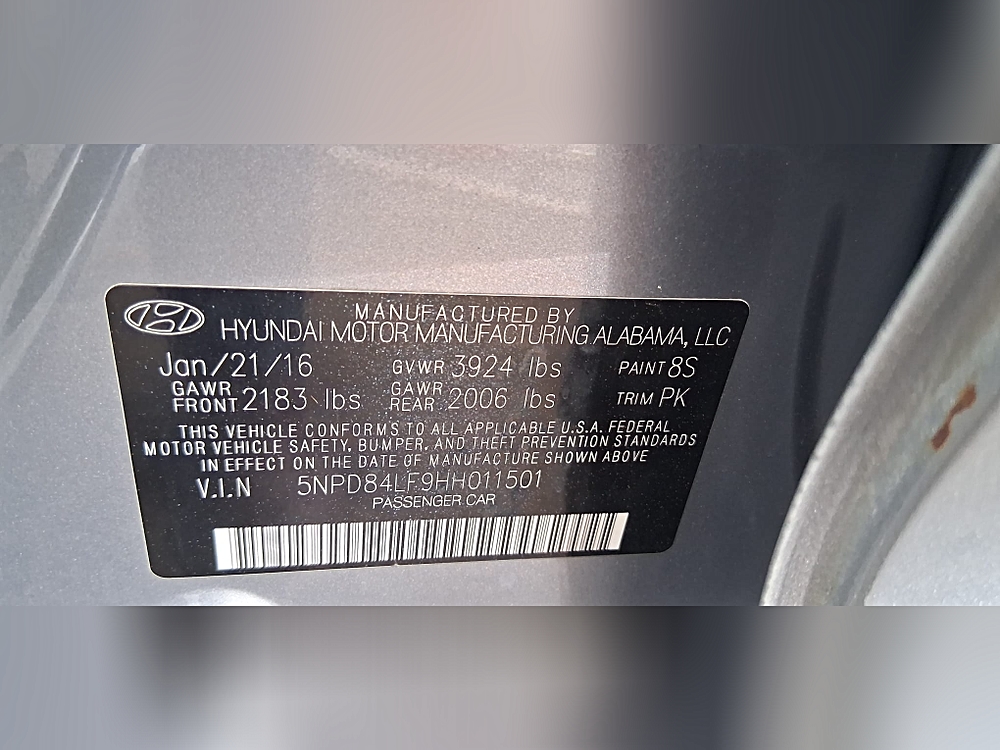 MANUFACTURED BY
HYUNDAI MOTOR MANUFACTURING ALABAMA, LLC
Jan/21/16 GVWR 3924 lbs PAINT 8S
GAWR FRONT 2183 lbs GAWR REAR 2006 lbs TRIM PK
THIS VEHICLE CONFORMS TO ALL APPLICABLE U.S.A. FEDERAL
MOTOR VEHICLE SAFETY, BUMPER, AND THEFT PREVENTION STANDARDS
IN EFFECT ON THE DATE OF MANUFACTURE SHOWN ABOVE
V.I.N 5NPD84LF9HH011501
PASSENGER CAR